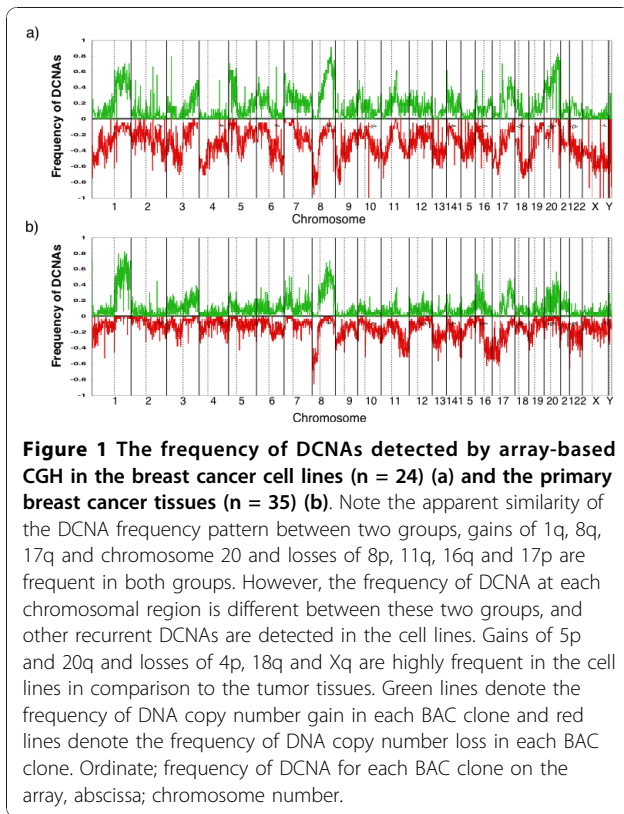 a)
1
0.8
0.6
0.4
0.2
0
-0.2
-0.4
-0.6
-0.8
-1
Frequency of DCNAs
1 2 3 4 5 6 7 8 9 10 11 12 13141 5 16 17 18 19 20 2122 X Y
Chromosome
b)
1
0.8
0.6
0.4
0.2
0
-0.2
-0.4
-0.6
-0.8
-1
Frequency of DCNAs
1 2 3 4 5 6 7 8 9 10 11 12 13 141 5 16 17 18 19 20 2122 X Y
Chromosome
Figure 1 The frequency of DCNAs detected by array-based
CGH in the breast cancer cell lines (n = 24) (a) and the primary
breast cancer tissues (n = 35) (b). Note the apparent similarity of
the DCNA frequency pattern between two groups, gains of 1q, 8q,
17q and chromosome 20 and losses of 8p, 11q, 16q and 17p are
frequent in both groups. However, the frequency of DCNA at each
chromosomal region is different between these two groups, and
other recurrent DCNAs are detected in the cell lines. Gains of 5p
and 20q and losses of 4p, 18q and Xq are highly frequent in the cell
lines in comparison to the tumor tissues. Green lines denote the
frequency of DNA copy number gain in each BAC clone and red
lines denote the frequency of DNA copy number loss in each BAC
clone. Ordinate; frequency of DCNA for each BAC clone on the
array, abscissa; chromosome number.